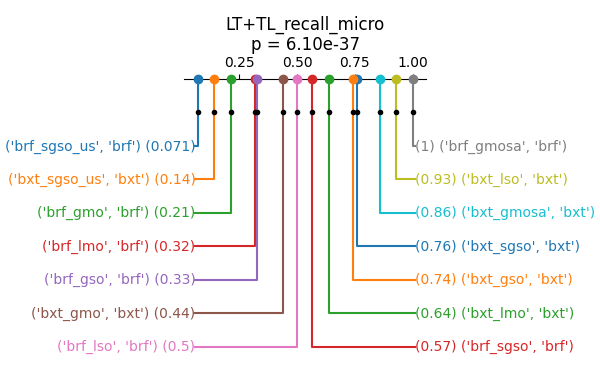 LT+TL_recall_micro
p = 6.10e-37
0.25 0.50 0.75 1.00
('brf_sgso_us', 'brf') (0.071) (1) ('brf_gmosa', 'brf')
('bxt_sgso_us', 'bxt') (0.14) (0.93) ('bxt_lso', 'bxt')
('brf_gmo', 'brf') (0.21) (0.86) ('bxt_gmosa', 'bxt')
('brf_lmo', 'brf') (0.32) (0.76) ('bxt_sgso', 'bxt')
('brf_gso', 'brf') (0.33) (0.74) ('bxt_gso', 'bxt')
('bxt_gmo', 'bxt') (0.44) (0.64) ('bxt_lmo', 'bxt')
('brf_lso', 'brf') (0.5) (0.57) ('brf_sgso', 'brf')